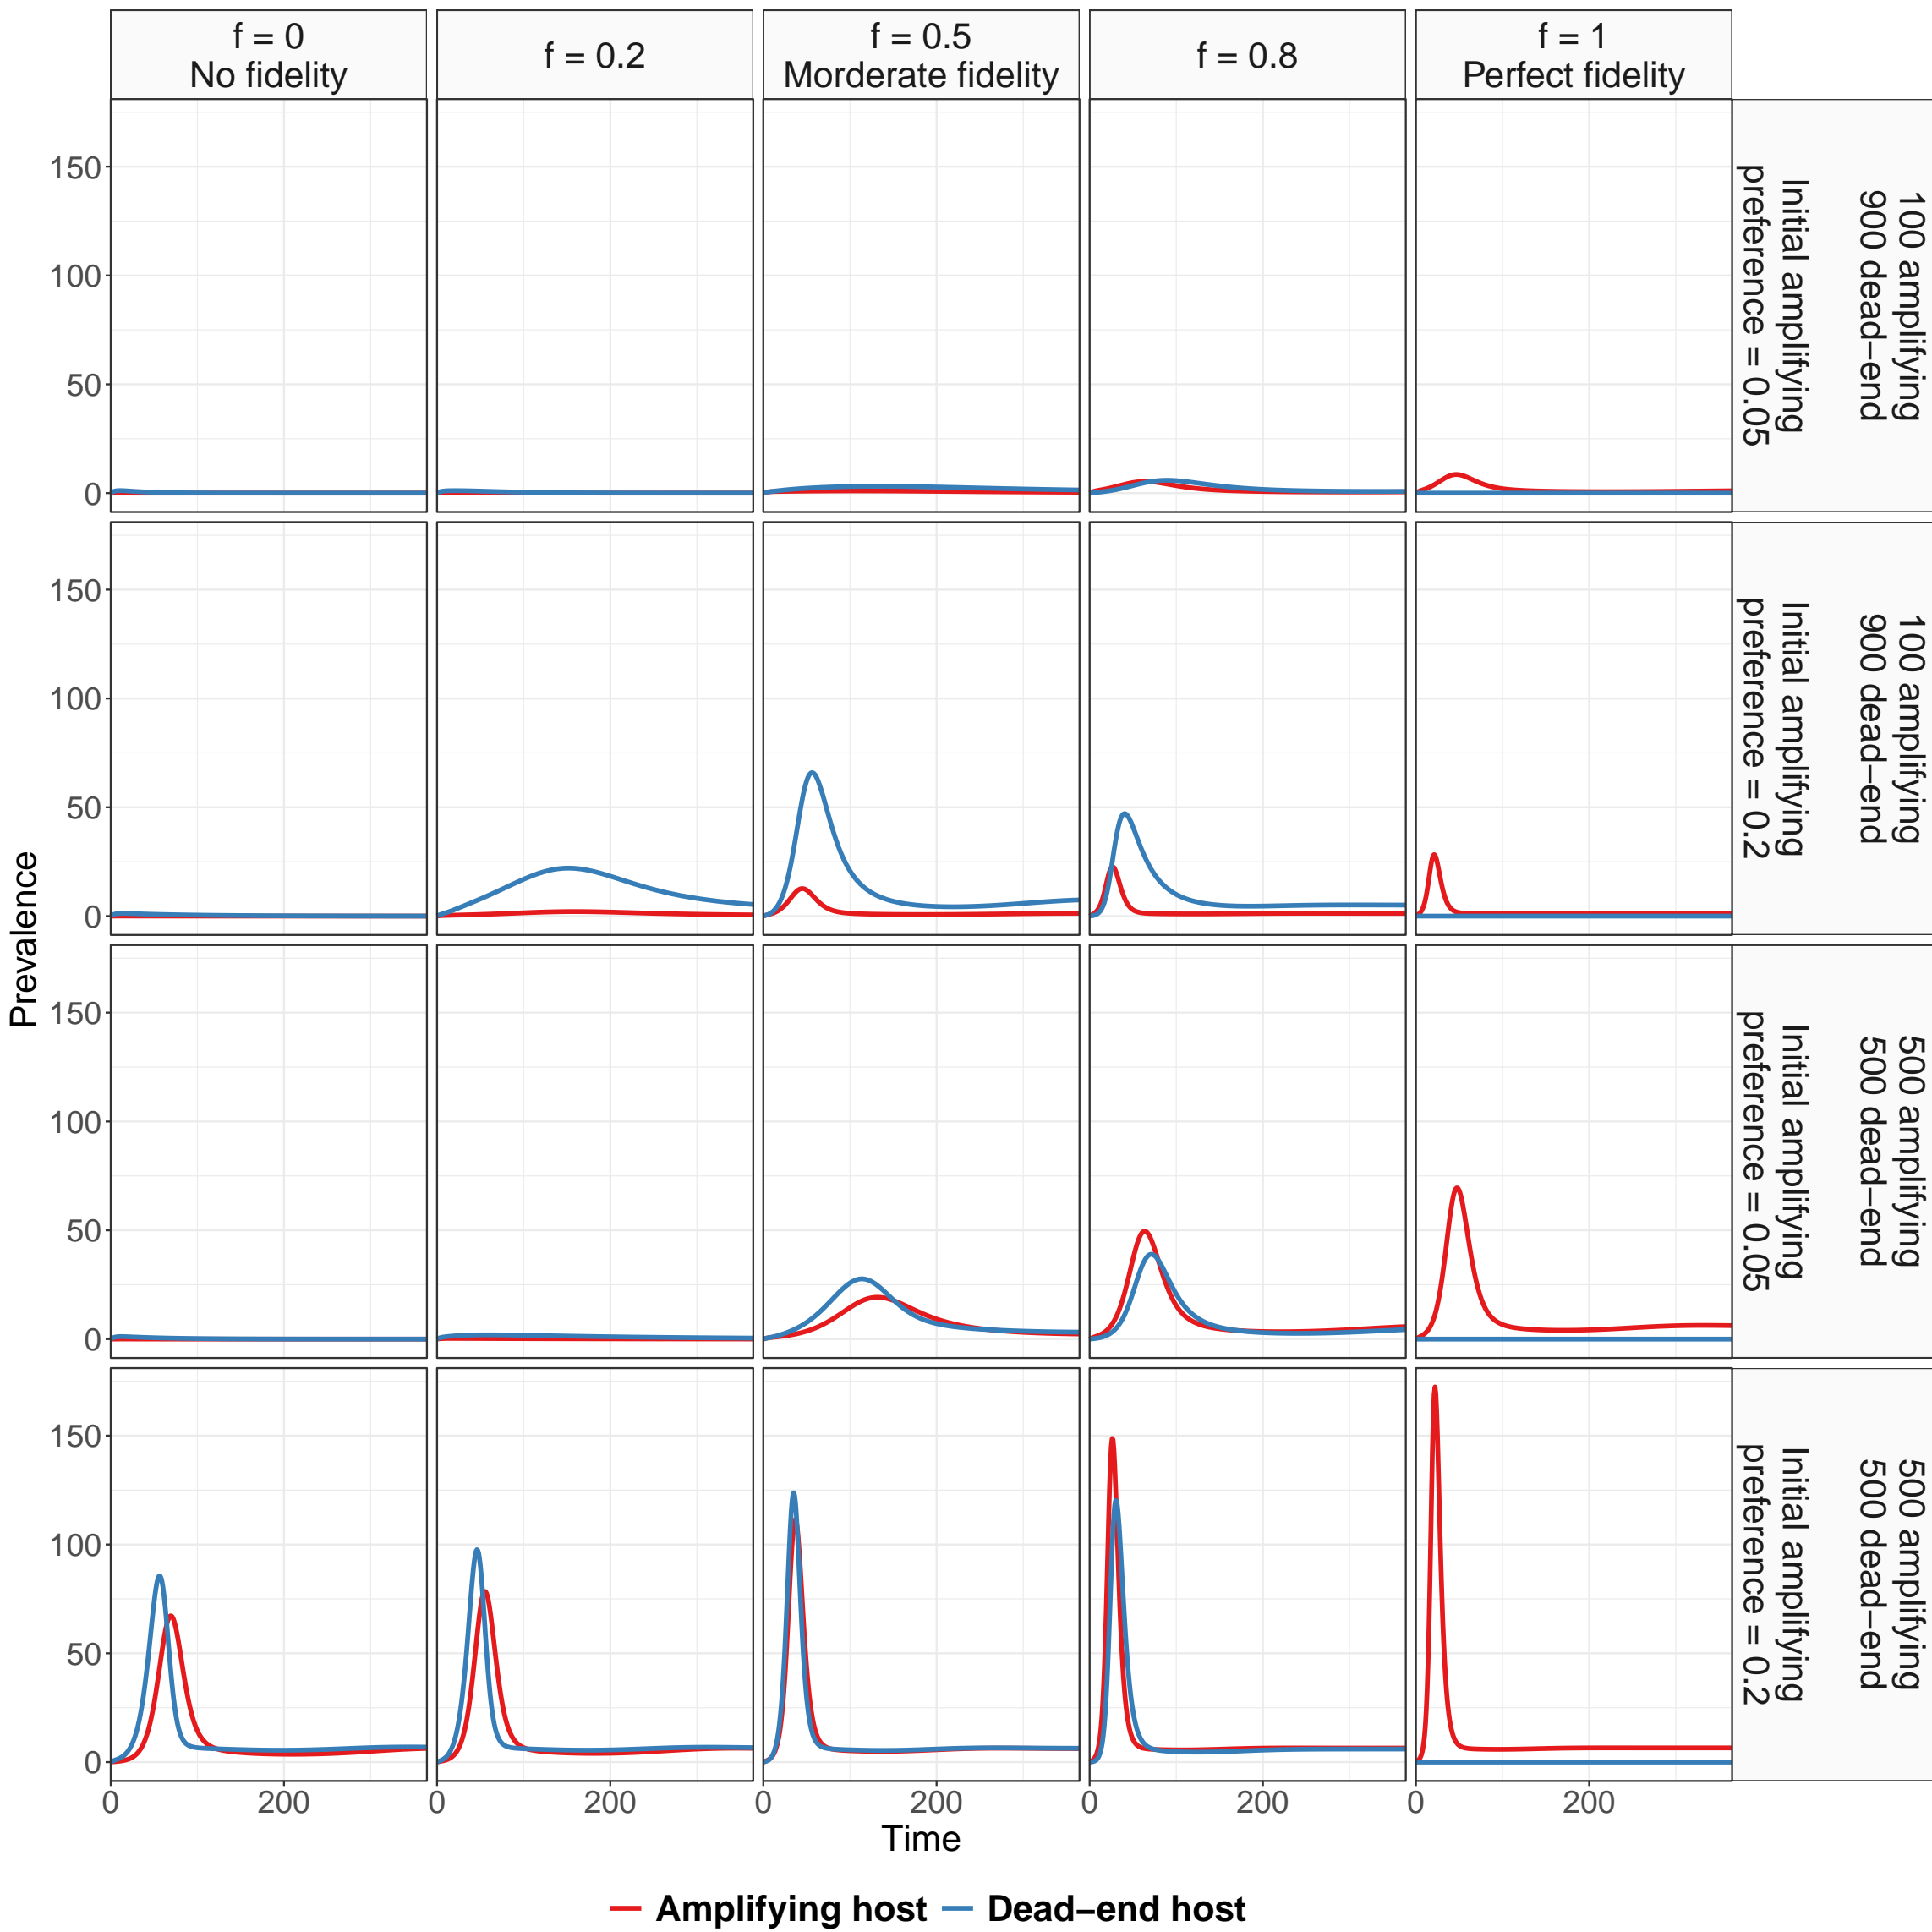 f = 0
No fidelity
f = 0.2
f = 0.5
Morderate fidelity
f = 0.8
f = 1
Perfect fidelity
150
100
50
0
100 amplifying
900 dead−end
Initial amplifying
preference = 0.05
150
100
50
0
100 amplifying
900 dead−end
Initial amplifying
preference = 0.2
Prevalence
150
100
50
0
500 amplifying
500 dead−end
Initial amplifying
preference = 0.05
150
100
50
0
500 amplifying
500 dead−end
Initial amplifying
preference = 0.2
0 200 0 200 0 200 0 200 0 200
Time
Amplifying host Dead−end host